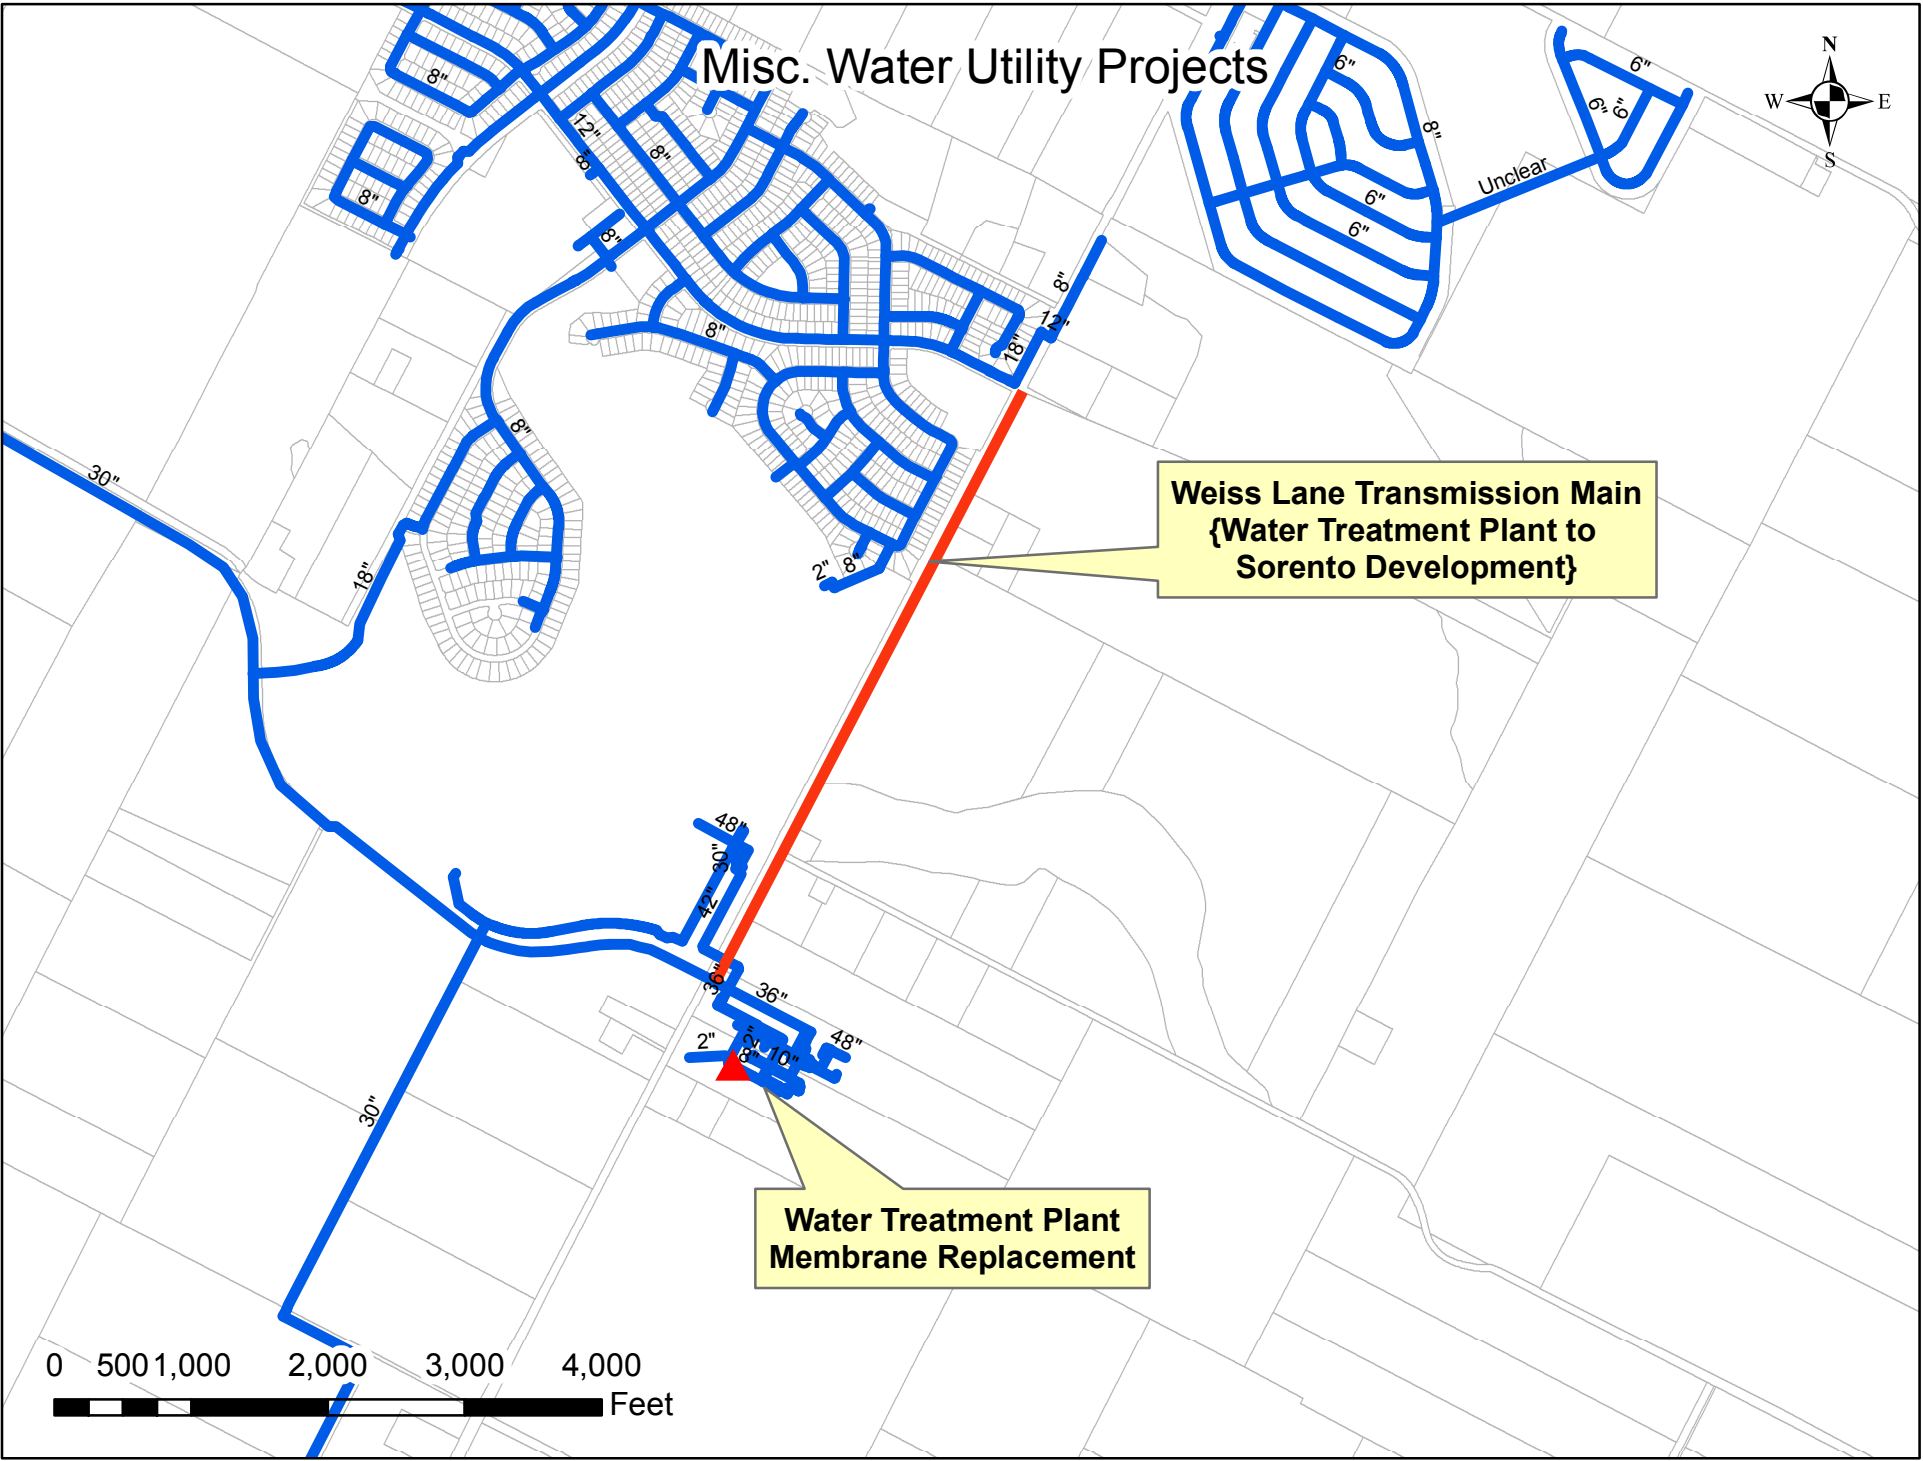 Misc. Water Utility Projects
N
W
E
S
8"
12"
8"
8"
8"
8"
6"
8"
6"
6"
6"
Unclear
6"
6"
8"
12"
18"
8"
8"
30"
18"
2"
8"
Weiss Lane Transmission Main
{Water Treatment Plant to
Sorento Development}
48"
30"
42"
36"
36"
2"
2"
8"
10"
48"
30"
Water Treatment Plant
Membrane Replacement
0 500 1,000 2,000 3,000 4,000
Feet